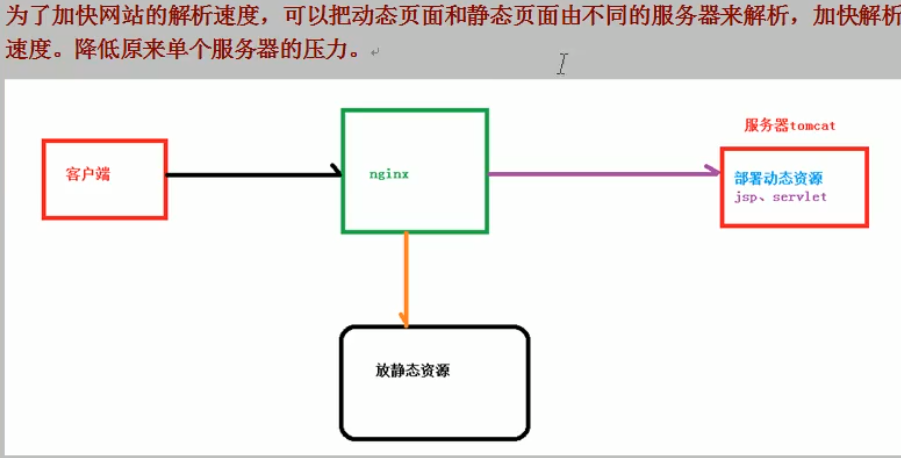 为了加快网站的解析速度，可以把动态页面和静态页面由不同的服务器来解析，加快解析
速度。降低原来单个服务器的压力。
服务器tomcat
客户端
nginx
部署动态资源
jsp、servlet
放静态资源